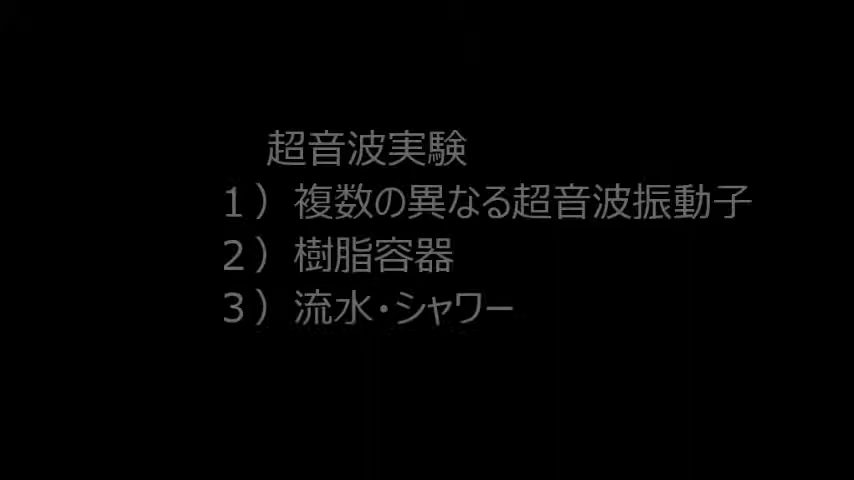 超音波実験
１）複数の異なる超音波振動子
２）樹脂容器
３）流水・シャワー